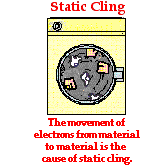 Static Cling
The movement of
electrons from material
to material is the
cause of static cling.